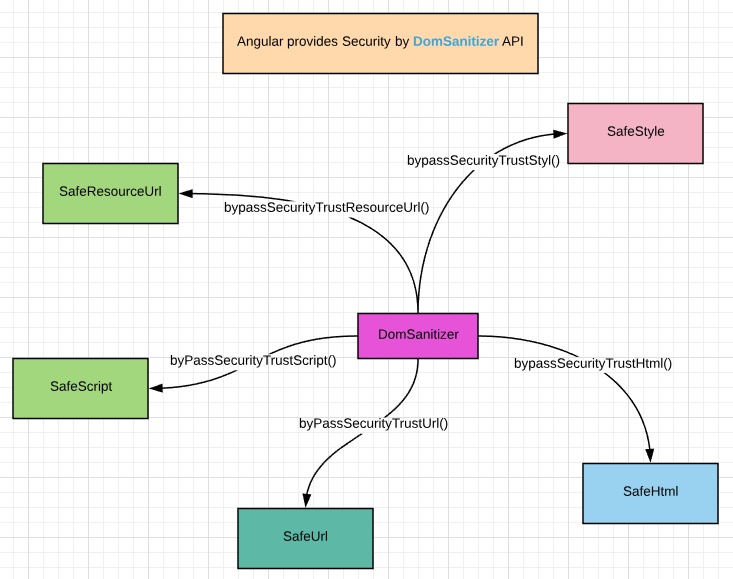 Angular provides Security by DomSanitizer API
SafeStyle
bypassSecurityTrustStyl()
SafeResourceUrl
bypassSecurityTrustResourceUrl()
DomSanitizer
byPassSecurityTrustScript()
bypassSecurityTrustHtml()
SafeScript
byPassSecurityTrustUrl()
SafeHtml
SafeUrl